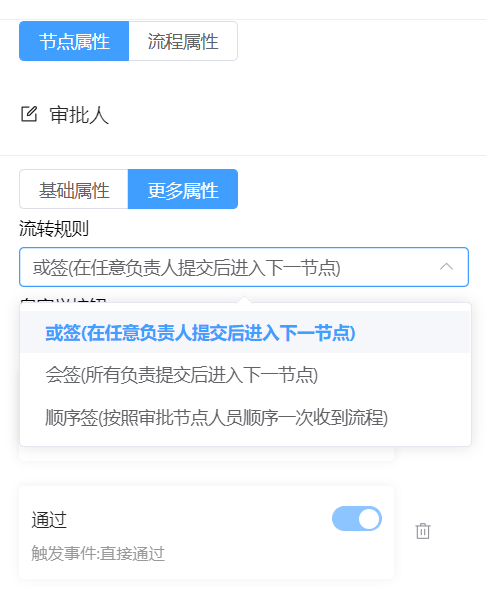 节点属性 流程属性
审批人
基础属性 更多属性
流转规则
或签(在任意负责人提交后进入下一节点)
或签(在任意负责人提交后进入下一节点)
会签(所有负责提交后进入下一节点)
顺序签(按照审批节点人员顺序一次收到流程)
通过
触发事件:直接通过